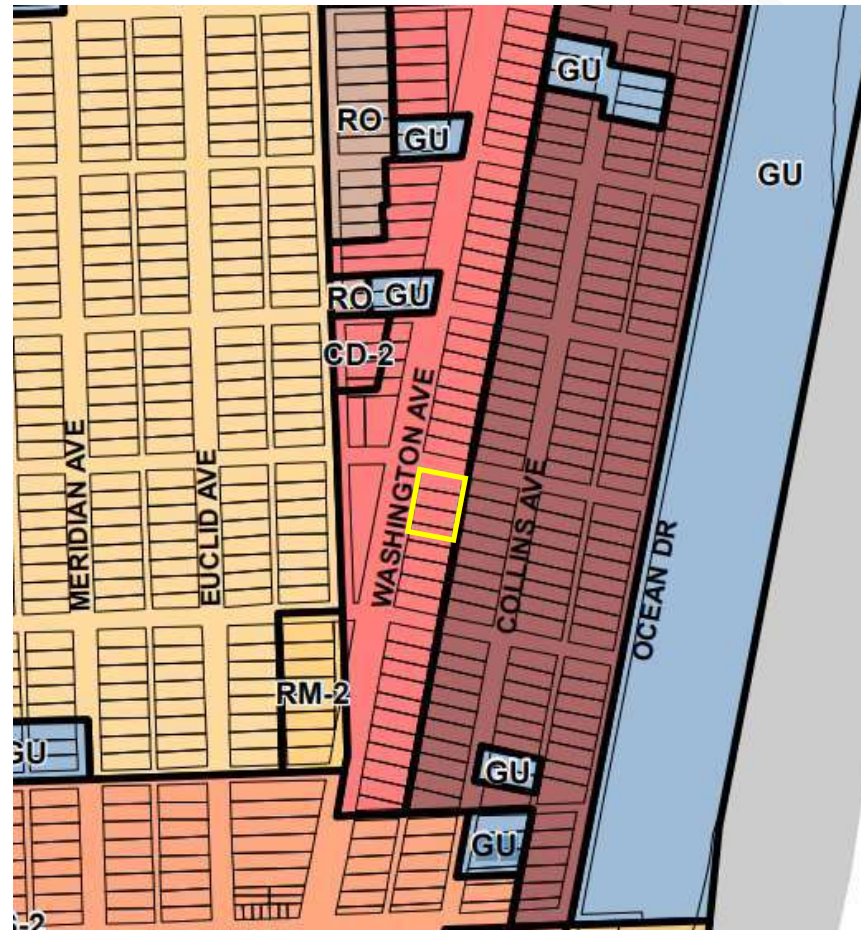 GU
RO
GU
GU
RO GU
CD-2
WASHINGTON AVE
MERIDIAN AVE
EUCLID AVE
COLLINS AVE
OCEAN DR
RM-2
GU
GU
GU
-2